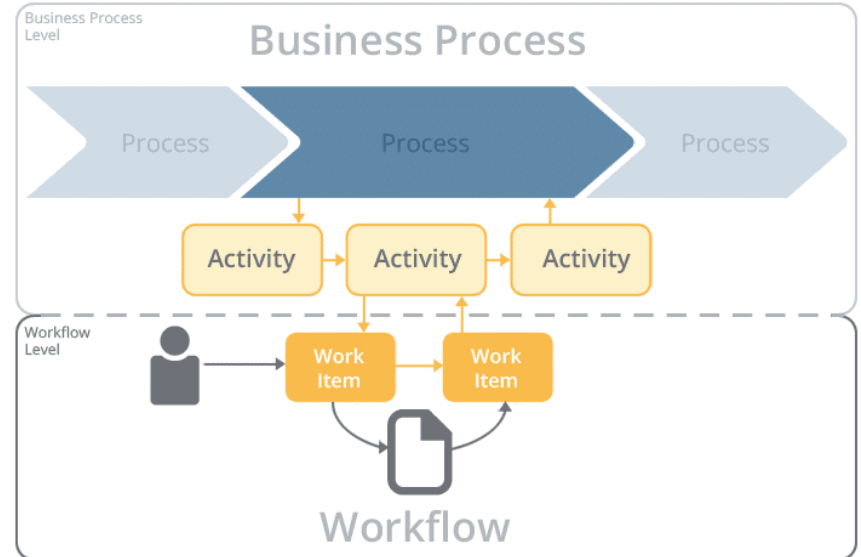 Business Process
Level
Business Process
Process
Process
Process
Activity
Activity
Activity
Workflow
Level
Work
Item
Work
Item
Workflow